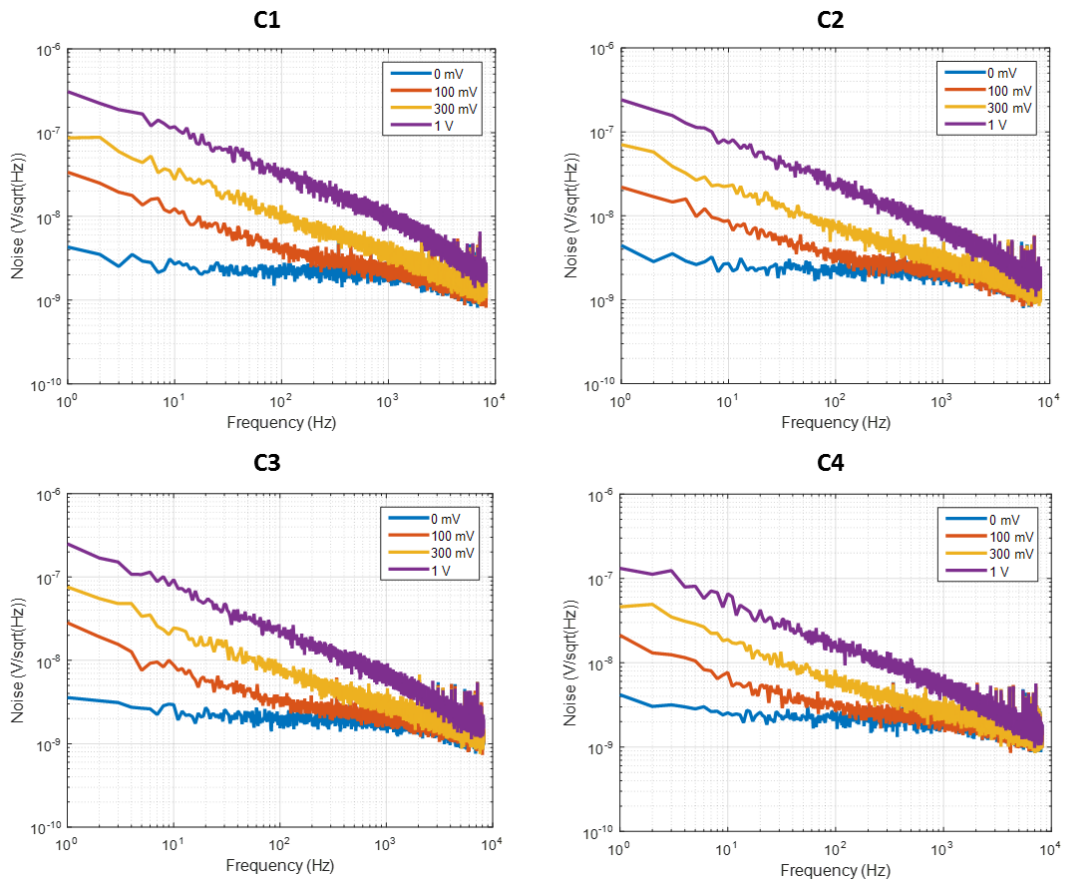 C1
10^-6
10^-7
10^-8
10^-9
10^-10
Noise (V/sqrt(Hz))
0 mV
100 mV
300 mV
1 V
10^0
10^1
10^2
10^3
10^4
Frequency (Hz)
C2
10^-6
10^-7
10^-8
10^-9
10^-10
Noise (V/sqrt(Hz))
0 mV
100 mV
300 mV
1 V
10^0
10^1
10^2
10^3
10^4
Frequency (Hz)
C3
10^-6
10^-7
10^-8
10^-9
10^-10
Noise (V/sqrt(Hz))
0 mV
100 mV
300 mV
1 V
10^0
10^1
10^2
10^3
10^4
Frequency (Hz)
C4
10^-6
10^-7
10^-8
10^-9
10^-10
Noise (V/sqrt(Hz))
0 mV
100 mV
300 mV
1 V
10^0
10^1
10^2
10^3
10^4
Frequency (Hz)